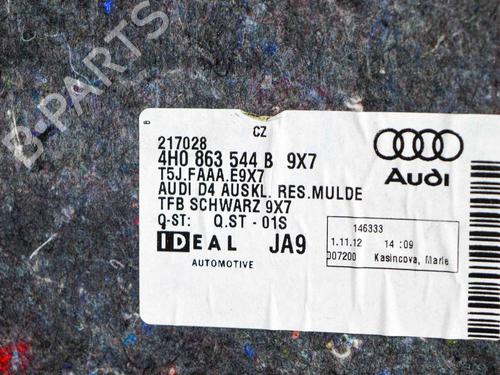 B-PARTS
CZ
217028
4H0 863 544 B 9X7
T5J.FAAA.E9X7
AUDI D4 AUSKL. RES.MULDE
TFB SCHWARZ 9X7
Q-ST: Q.ST - 01S
IDEAL JA9
AUTOMOTIVE
Audi
146333
1.11.12 14:09
007200 Kasincova, Marie